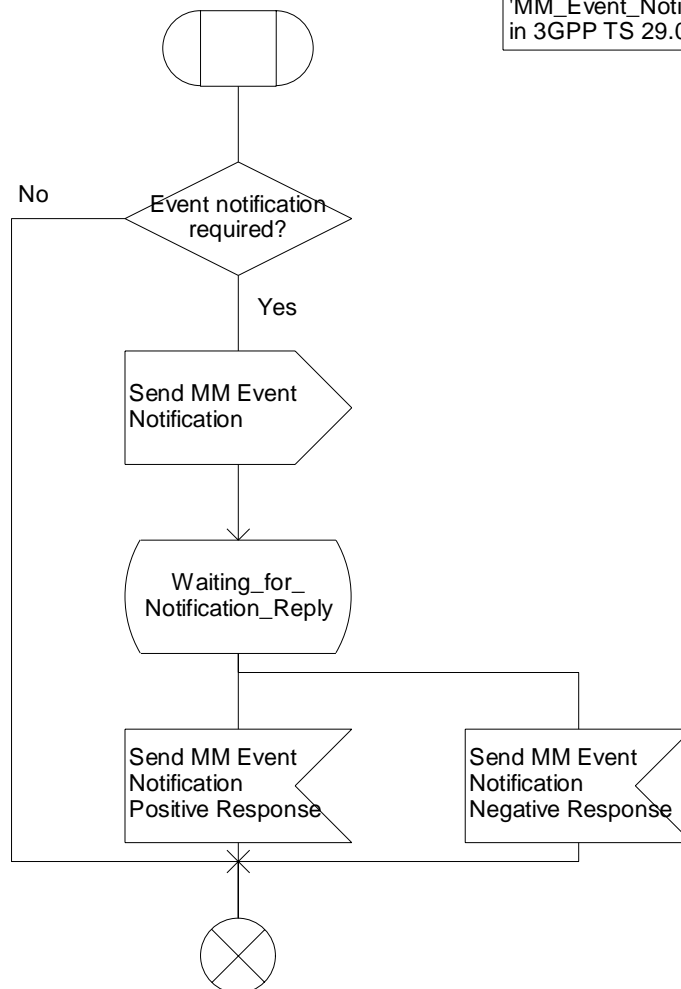 'MM_Event_Noti
in 3GPP TS 29.0
No
Event notification
required?
Yes
Send MM Event
Notification
Waiting_for_
Notification_Reply
Send MM Event
Notification
Positive Response
Send MM Event
Notification
Negative Response